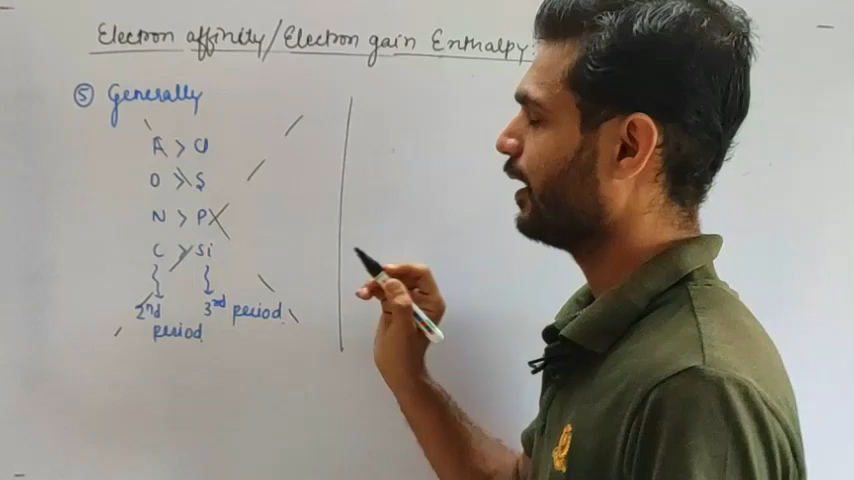 Electron affinity/Electron gain Enthalpy:
⑤ Generally
F > Cl
O > S
N > P
C > Si
2nd period
3rd period